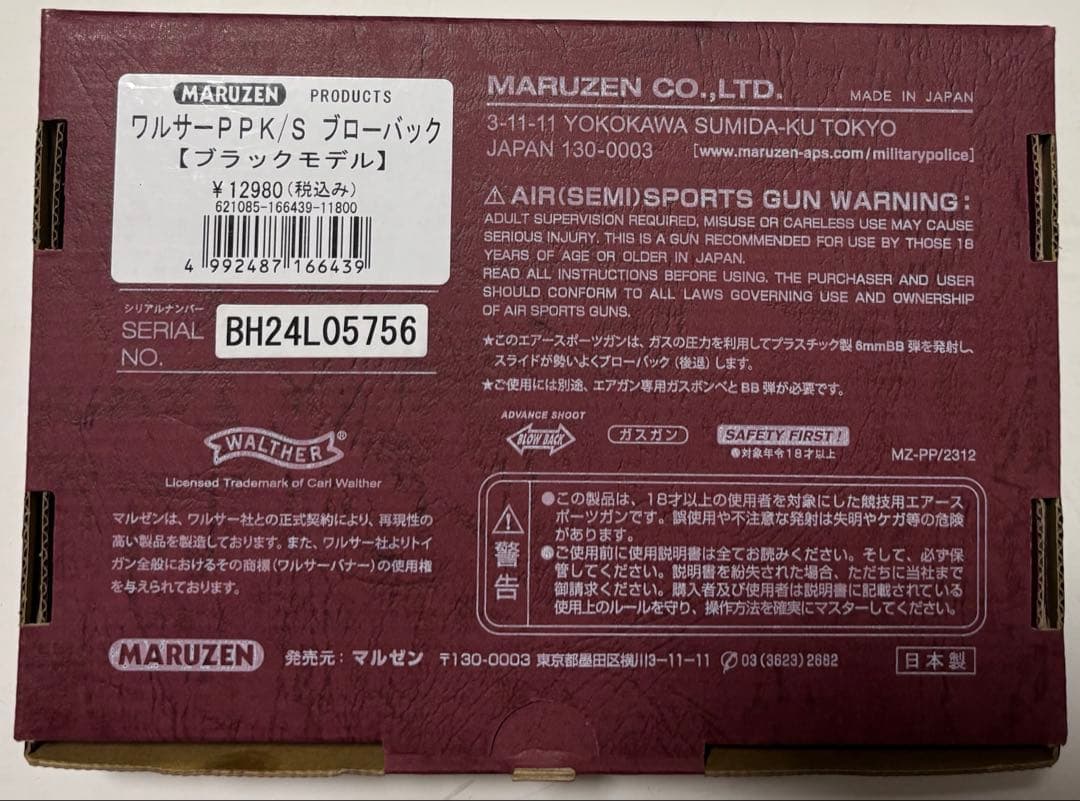 MARUZEN PRODUCTS
ワルサーPPK/S ブローバック
【ブラックモデル】
¥12980(税込み)
621085-166439-11800
4 992487 166439
シリアルナンバー
SERIAL NO.
BH24L05756
WALTHER®
Licensed Trademark of Carl Walther
マルゼンは、ワルサー社との正式契約により、再現性の
高い製品を製造しております。また、ワルサー社よりトイ
ガン全般におけるその商標(ワルサーバナー)の使用権
を与えられております。
MARUZEN CO.,LTD. MADE IN JAPAN
3-11-11 YOKOKAWA SUMIDA-KU TOKYO
JAPAN 130-0003 [www.maruzen-aps.com/militarypolice]
⚠AIR(SEMI)SPORTS GUN WARNING:
ADULT SUPERVISION REQUIRED, MISUSE OR CARELESS USE MAY CAUSE
SERIOUS INJURY. THIS IS A GUN RECOMMENDED FOR USE BY THOSE 18
YEARS OF AGE OR OLDER IN JAPAN.
READ ALL INSTRUCTIONS BEFORE USING. THE PURCHASER AND USER
SHOULD CONFORM TO ALL LAWS GOVERNING USE AND OWNERSHIP
OF AIR SPORTS GUNS.
★このエアースポーツガンは、ガスの圧力を利用してプラスチック製6mmBB弾を発射し、
スライドが勢いよくブローバック(後退)します。
★ご使用には別途、エアガン専用ガスボンベとBB弾が必要です。
ADVANCE SHOOT
BLOW BACK
ガスガン
SAFETY FIRST!
●対象年令18才以上
MZ-PP/2312
⚠警告
●この製品は、18才以上の使用者を対象にした競技用エアース
ポーツガンです。誤使用や不注意な発射は失明やケガ等の危険
があります。
●ご使用前に使用説明書は全てお読みください。そして、必ず保
管してください。説明書を紛失された場合、ただちに当社まで
御請求ください。購入者及び使用者は説明書に記載されている
使用上のルールを守り、操作方法を確実にマスターしてください。
MARUZEN 発売元:マルゼン 〒130-0003 東京都墨田区横川3-11-11 ✆03(3623)2662 日本製